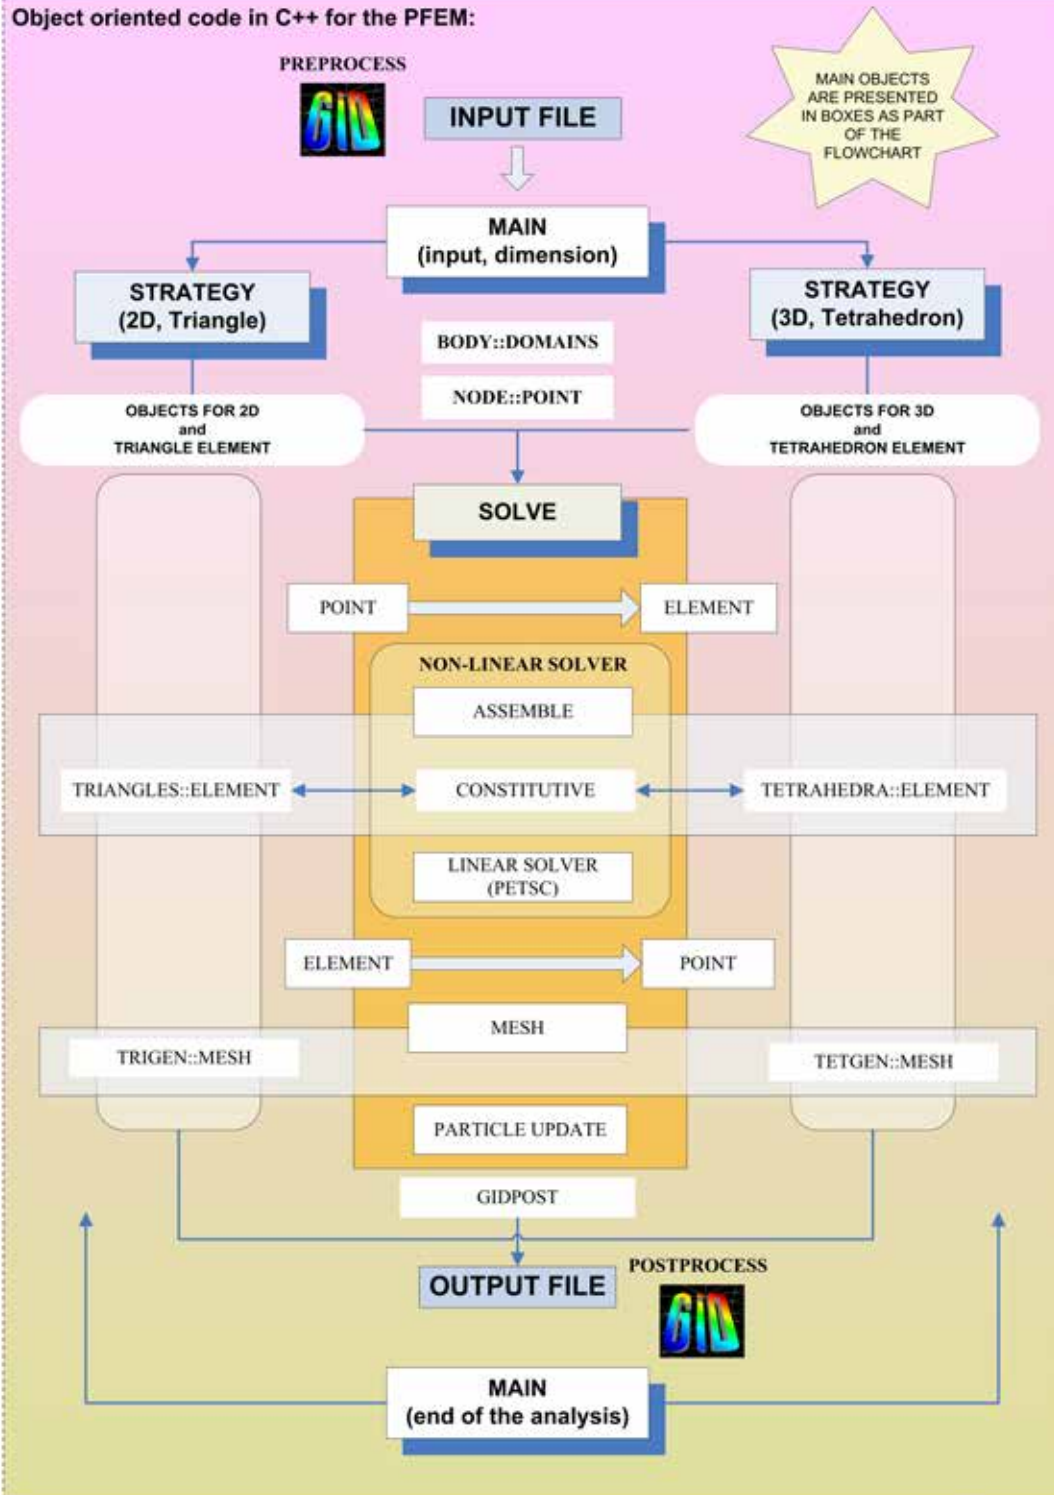 Object oriented code in C++ for the PFEM:
PREPROCESS
GiD
INPUT FILE
MAIN OBJECTS
ARE PRESENTED
IN BOXES AS PART
OF THE
FLOWCHART
MAIN
(input, dimension)
STRATEGY
(2D, Triangle)
STRATEGY
(3D, Tetrahedron)
BODY::DOMAINS
NODE::POINT
OBJECTS FOR 2D
and
TRIANGLE ELEMENT
OBJECTS FOR 3D
and
TETRAHEDRON ELEMENT
SOLVE
POINT
ELEMENT
NON-LINEAR SOLVER
ASSEMBLE
TRIANGLES::ELEMENT
CONSTITUTIVE
TETRAHEDRA::ELEMENT
LINEAR SOLVER
(PETSC)
ELEMENT
POINT
MESH
TRIGEN::MESH
TETGEN::MESH
PARTICLE UPDATE
GIDPOST
OUTPUT FILE
POSTPROCESS
GiD
MAIN
(end of the analysis)